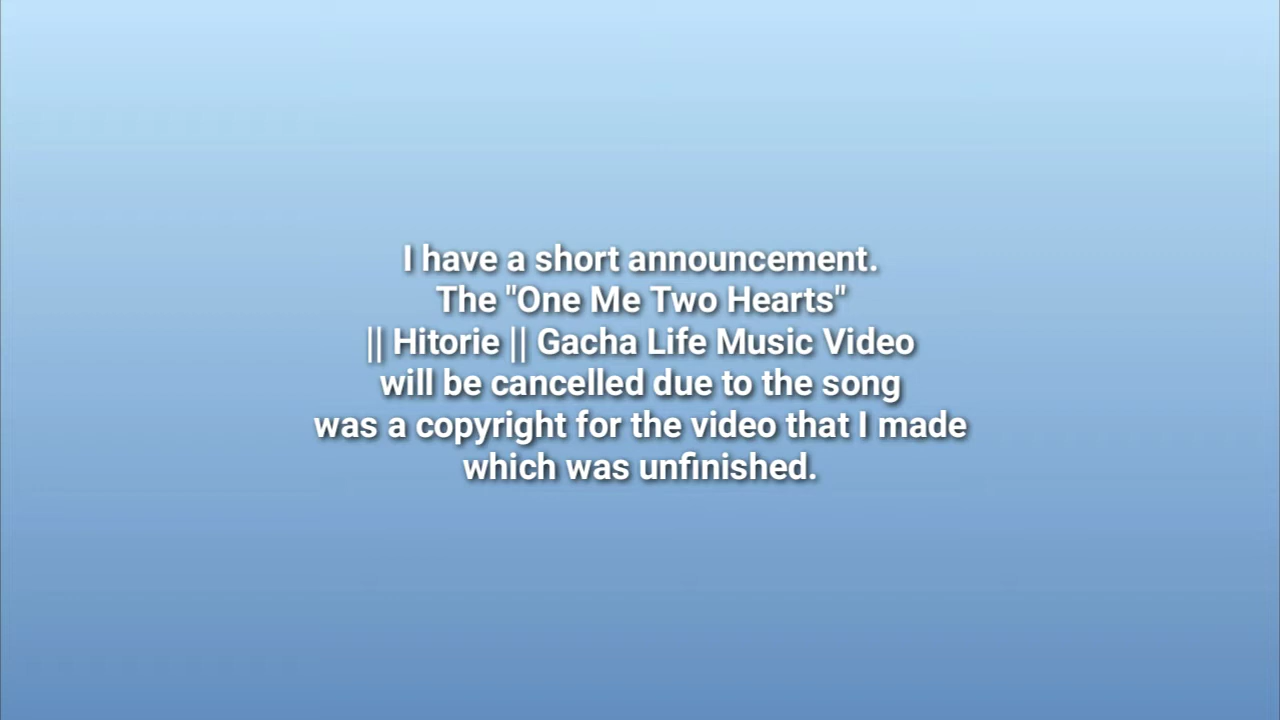 I have a short announcement.
The "One Me Two Hearts"
|| Hitorie || Gacha Life Music Video
will be cancelled due to the song
was a copyright for the video that I made
which was unfinished.